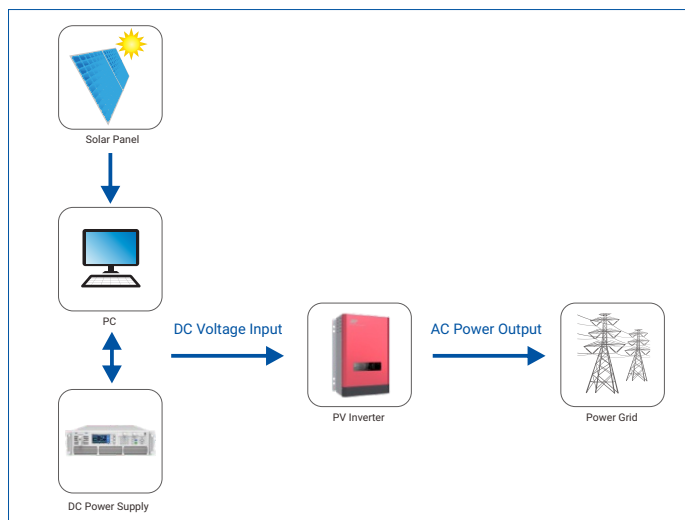 Solar Panel
PC
DC Voltage Input
AC Power Output
PV Inverter
Power Grid
DC Power Supply